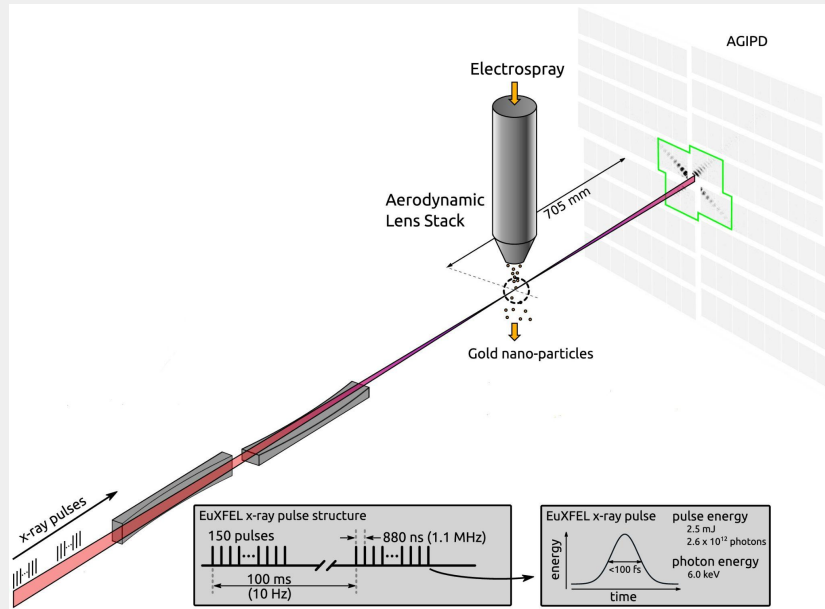 AGIPD
Electrospray
Aerodynamic
Lens Stack
705 mm
Gold nano-particles
x-ray pulses
EuXFEL x-ray pulse structure
150 pulses
880 ns (1.1 MHz)
100 ms
(10 Hz)
EuXFEL x-ray pulse
energy
<100 fs
time
pulse energy
2.5 mJ
2.6 x 10¹² photons
photon energy
6.0 keV